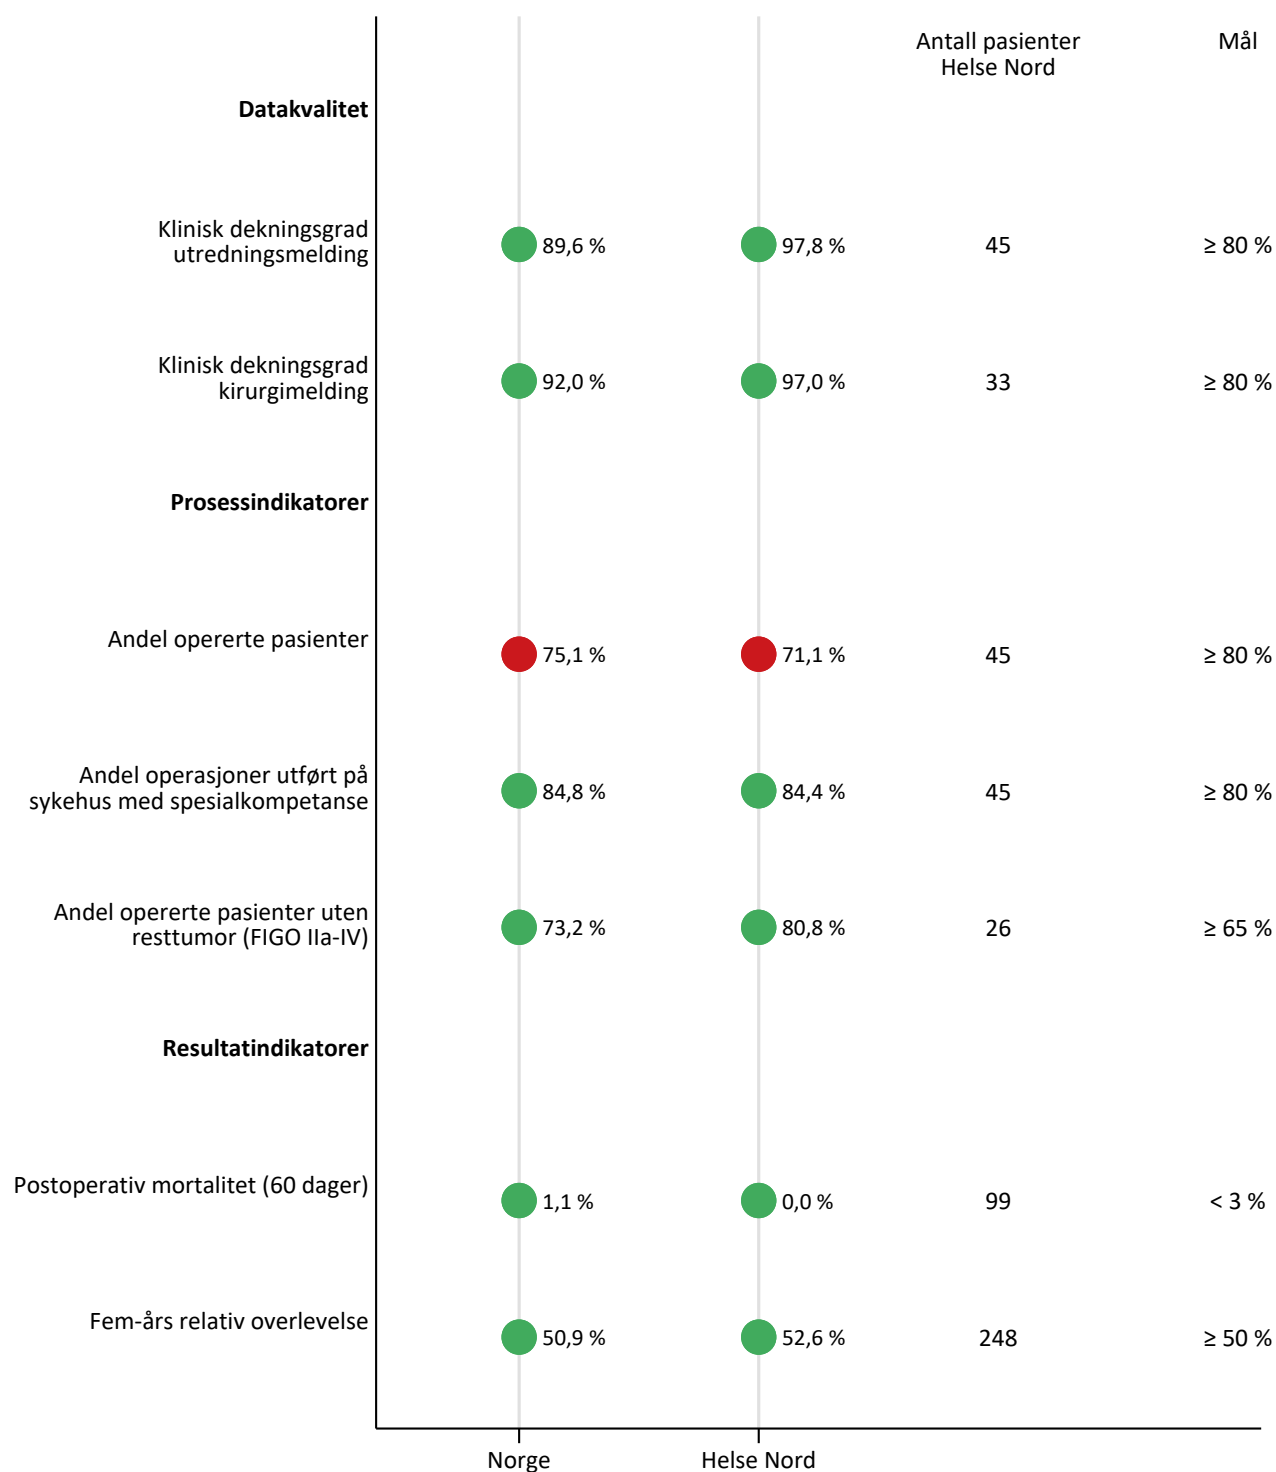 Antall pasienter
Helse Nord
Mål
Datakvalitet
Klinisk dekningsgrad
utredningsmelding
89,6 %
97,8 %
45
≥ 80 %
Klinisk dekningsgrad
kirurgimelding
92,0 %
97,0 %
33
≥ 80 %
Prosessindikatorer
Andel opererte pasienter
75,1 %
71,1 %
45
≥ 80 %
Andel operasjoner utført på
sykehus med spesialkompetanse
84,8 %
84,4 %
45
≥ 80 %
Andel opererte pasienter uten
resttumor (FIGO IIa-IV)
73,2 %
80,8 %
26
≥ 65 %
Resultatindikatorer
Postoperativ mortalitet (60 dager)
1,1 %
0,0 %
99
< 3 %
Fem-års relativ overlevelse
50,9 %
52,6 %
248
≥ 50 %
Norge
Helse Nord